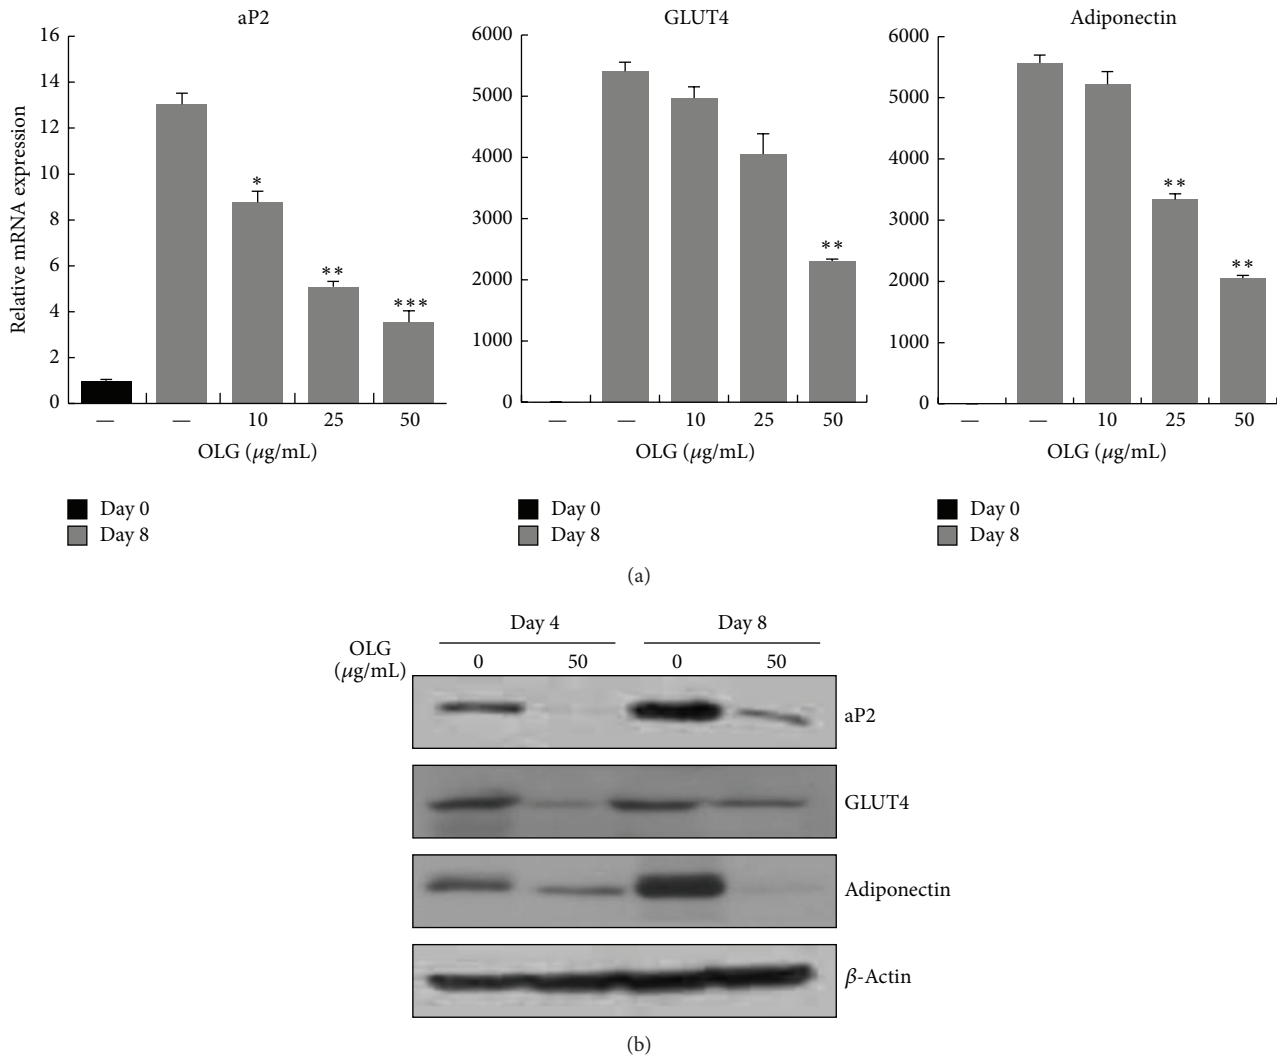 aP2
GLUT4
Adiponectin
Relative mRNA expression
16
14
12
10
8
6
4
2
0
*
**
***
— — 10 25 50
OLG (μg/mL)
6000
5000
4000
3000
2000
1000
0
**
— — 10 25 50
OLG (μg/mL)
6000
5000
4000
3000
2000
1000
0
**
**
— — 10 25 50
OLG (μg/mL)
Day 0
Day 8
Day 0
Day 8
Day 0
Day 8
(a)
Day 4 Day 8
OLG
(μg/mL)
0 50 0 50
aP2
GLUT4
Adiponectin
β-Actin
(b)